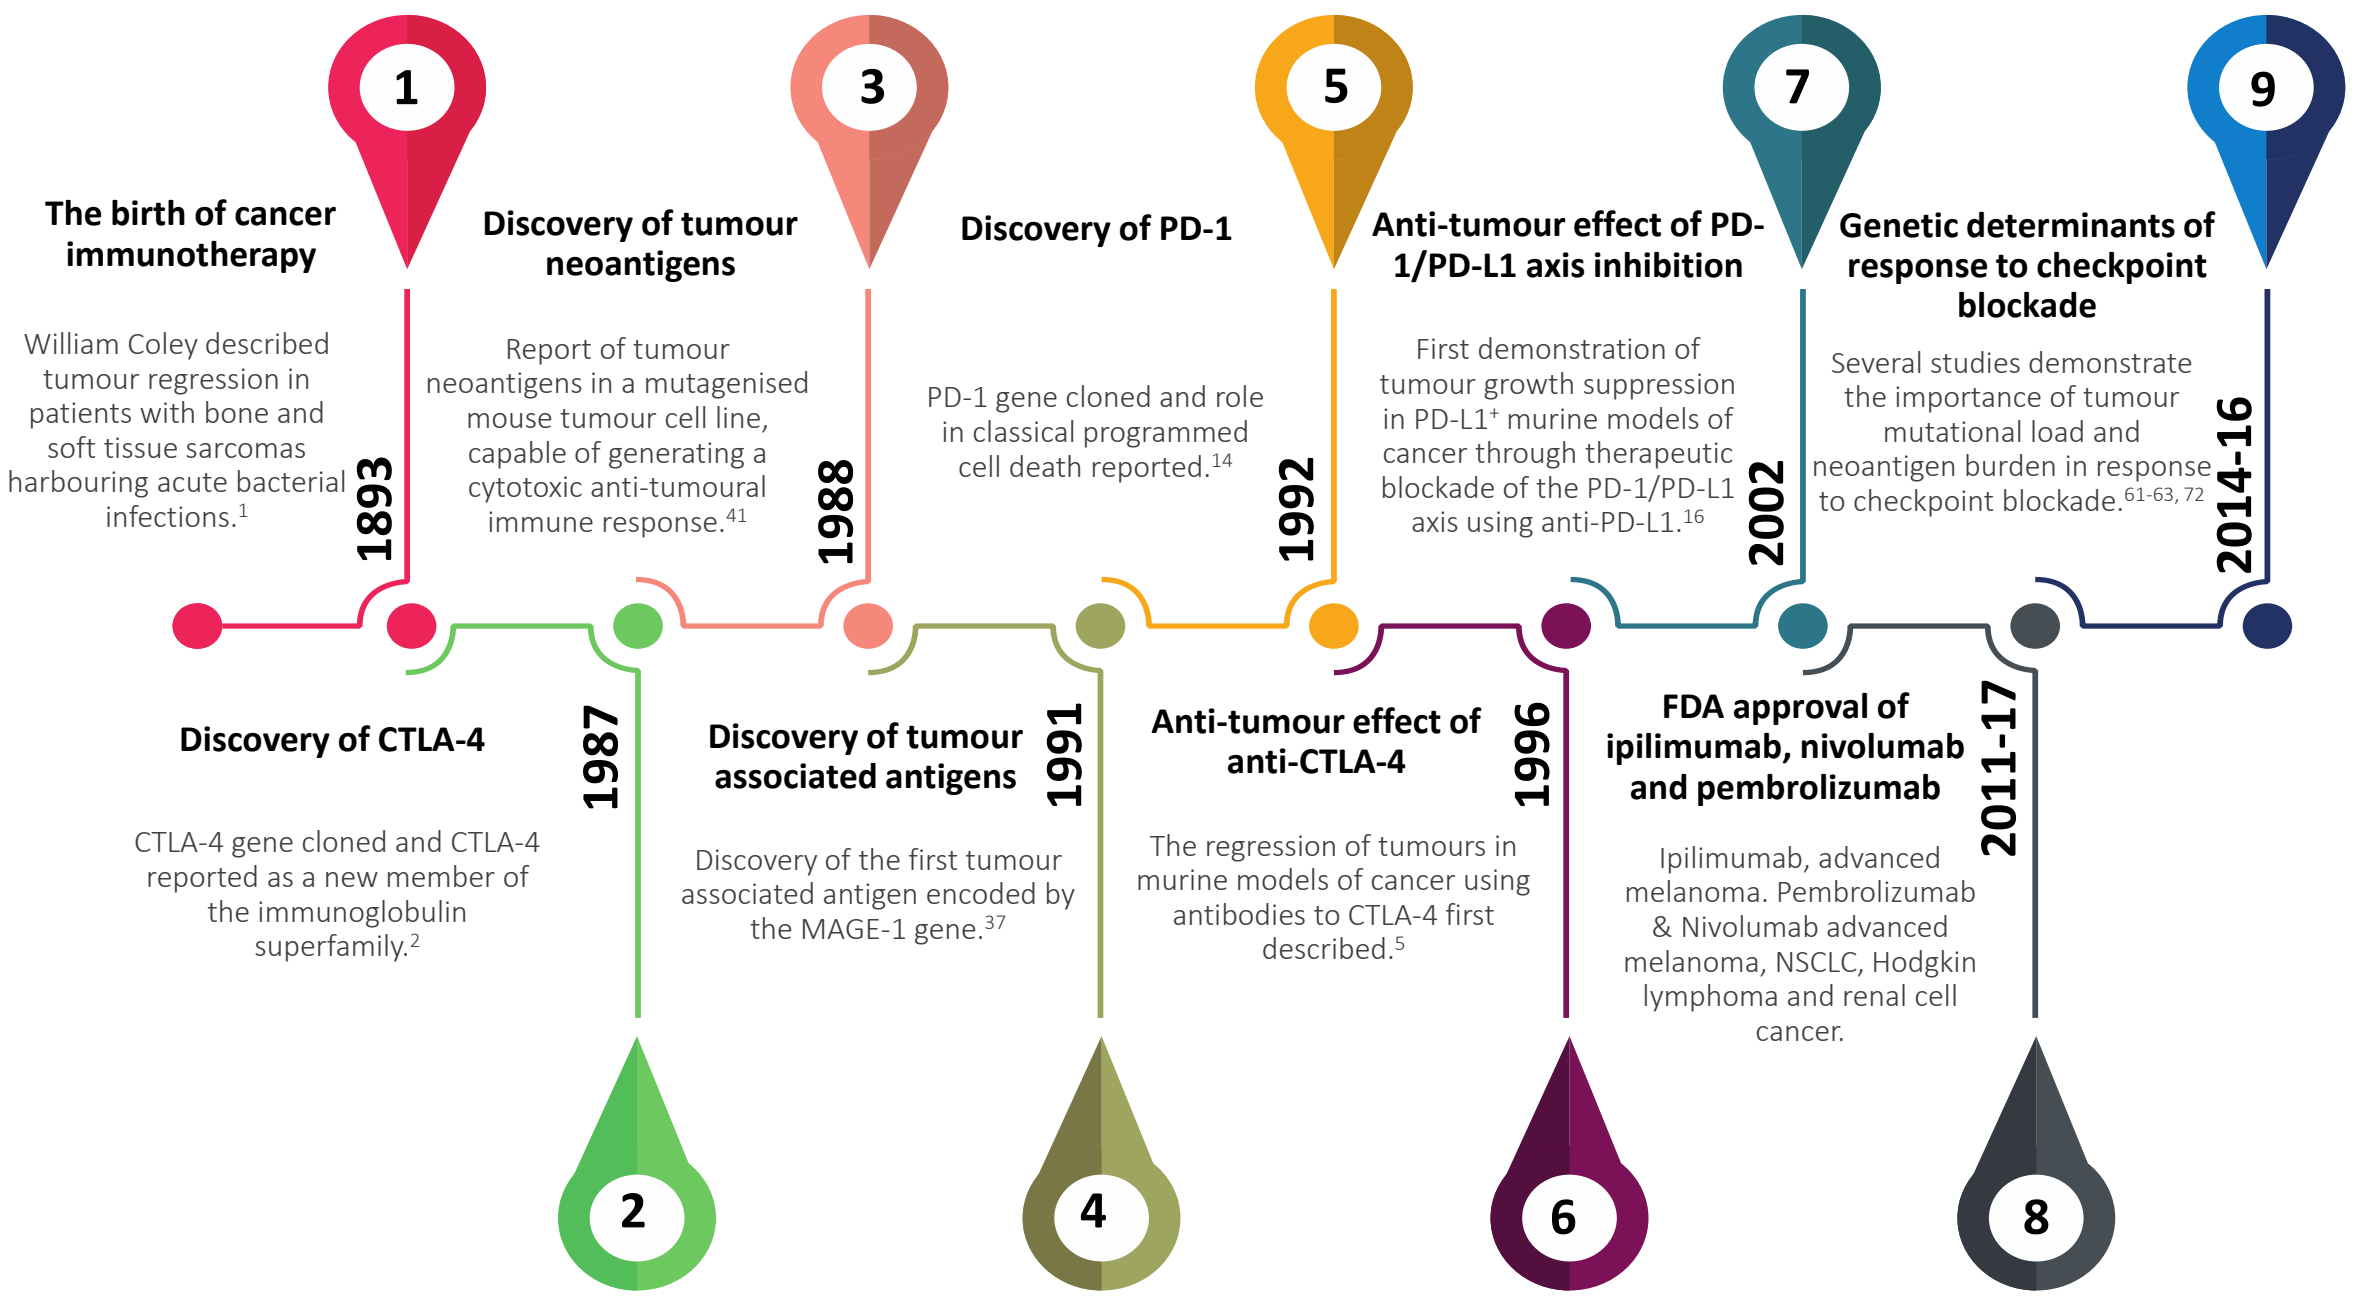 1
The birth of cancer
immunotherapy
William Coley described
tumour regression in
patients with bone and
soft tissue sarcomas
harbouring acute bacterial
infections.1
1893
2
Discovery of CTLA-4
CTLA-4 gene cloned and CTLA-4
reported as a new member of
the immunoglobulin
superfamily.2
1987
3
Discovery of tumour
neoantigens
Report of tumour
neoantigens in a mutagenised
mouse tumour cell line,
capable of generating a
cytotoxic anti-tumoural
immune response.41
1988
4
Discovery of tumour
associated antigens
Discovery of the first tumour
associated antigen encoded by
the MAGE-1 gene.37
1991
5
Discovery of PD-1
PD-1 gene cloned and role
in classical programmed
cell death reported.14
1992
6
Anti-tumour effect of
anti-CTLA-4
The regression of tumours in
murine models of cancer using
antibodies to CTLA-4 first
described.5
1996
7
Anti-tumour effect of PD-
1/PD-L1 axis inhibition
First demonstration of
tumour growth suppression
in PD-L1+ murine models of
cancer through therapeutic
blockade of the PD-1/PD-L1
axis using anti-PD-L1.16
2002
8
FDA approval of
ipilimumab, nivolumab
and pembrolizumab
Ipilimumab, advanced
melanoma. Pembrolizumab
& Nivolumab advanced
melanoma, NSCLC, Hodgkin
lymphoma and renal cell
cancer.
2011-17
9
Genetic determinants of
response to checkpoint
blockade
Several studies demonstrate
the importance of tumour
mutational load and
neoantigen burden in response
to checkpoint blockade.61-63, 72
2014-16